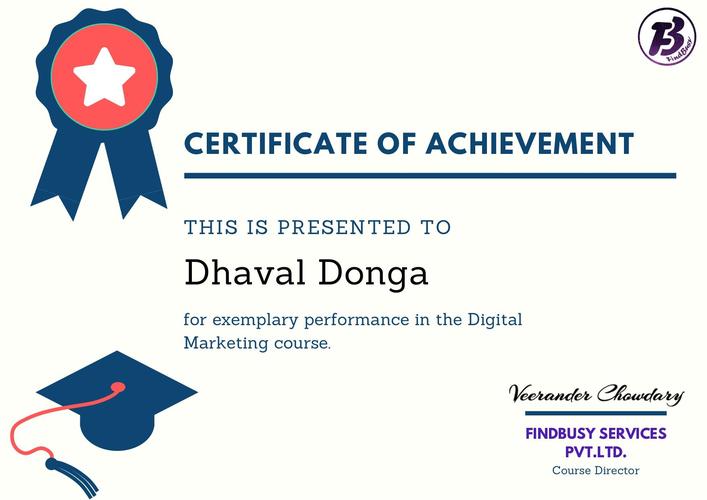 FB
FindBusy
CERTIFICATE OF ACHIEVEMENT
THIS IS PRESENTED TO
Dhaval Donga
for exemplary performance in the Digital
Marketing course.
Veerander Chowdary
FINDBUSY SERVICES
PVT.LTD.
Course Director